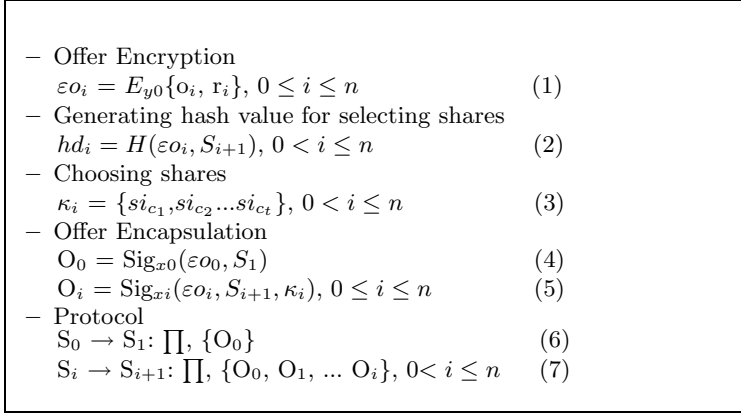 – Offer Encryption
εo_i = E_{y0}{o_i, r_i}, 0 ≤ i ≤ n (1)
– Generating hash value for selecting shares
hd_i = H(εo_i, S_{i+1}), 0 < i ≤ n (2)
– Choosing shares
κ_i = {si_{c_1},si_{c_2}...si_{c_t}}, 0 < i ≤ n (3)
– Offer Encapsulation
O_0 = Sig_{x0}(εo_0, S_1) (4)
O_i = Sig_{xi}(εo_i, S_{i+1}, κ_i), 0 ≤ i ≤ n (5)
– Protocol
S_0 → S_1: ∏, {O_0} (6)
S_i → S_{i+1}: ∏, {O_0, O_1, ... O_i}, 0< i ≤ n (7)